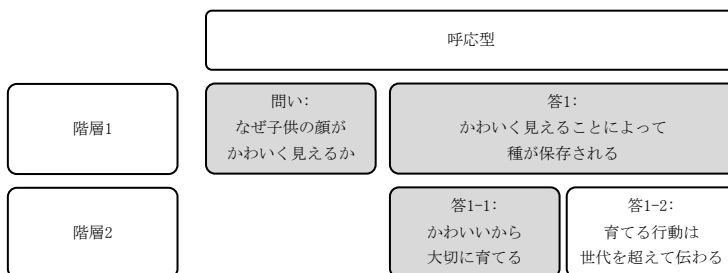 呼応型
階層1
問い:
なぜ子供の顔が
かわいく見えるか
答1:
かわいく見えることによって
種が保存される
階層2
答1-1:
かわいいから
大切に育てる
答1-2:
育てる行動は
世代を超えて伝わる